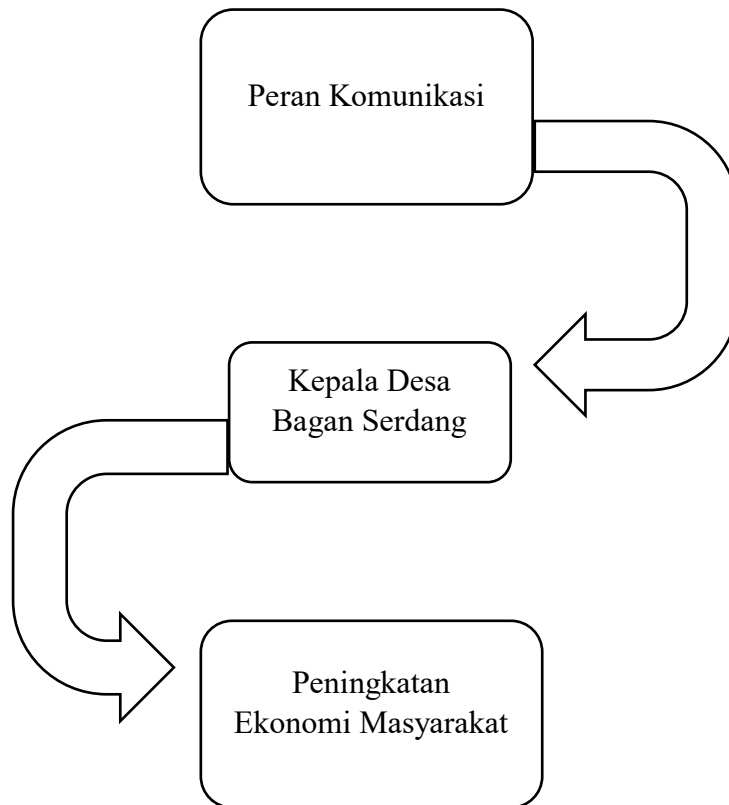 Peran Komunikasi
Kepala Desa
Bagan Serdang
Peningkatan
Ekonomi Masyarakat